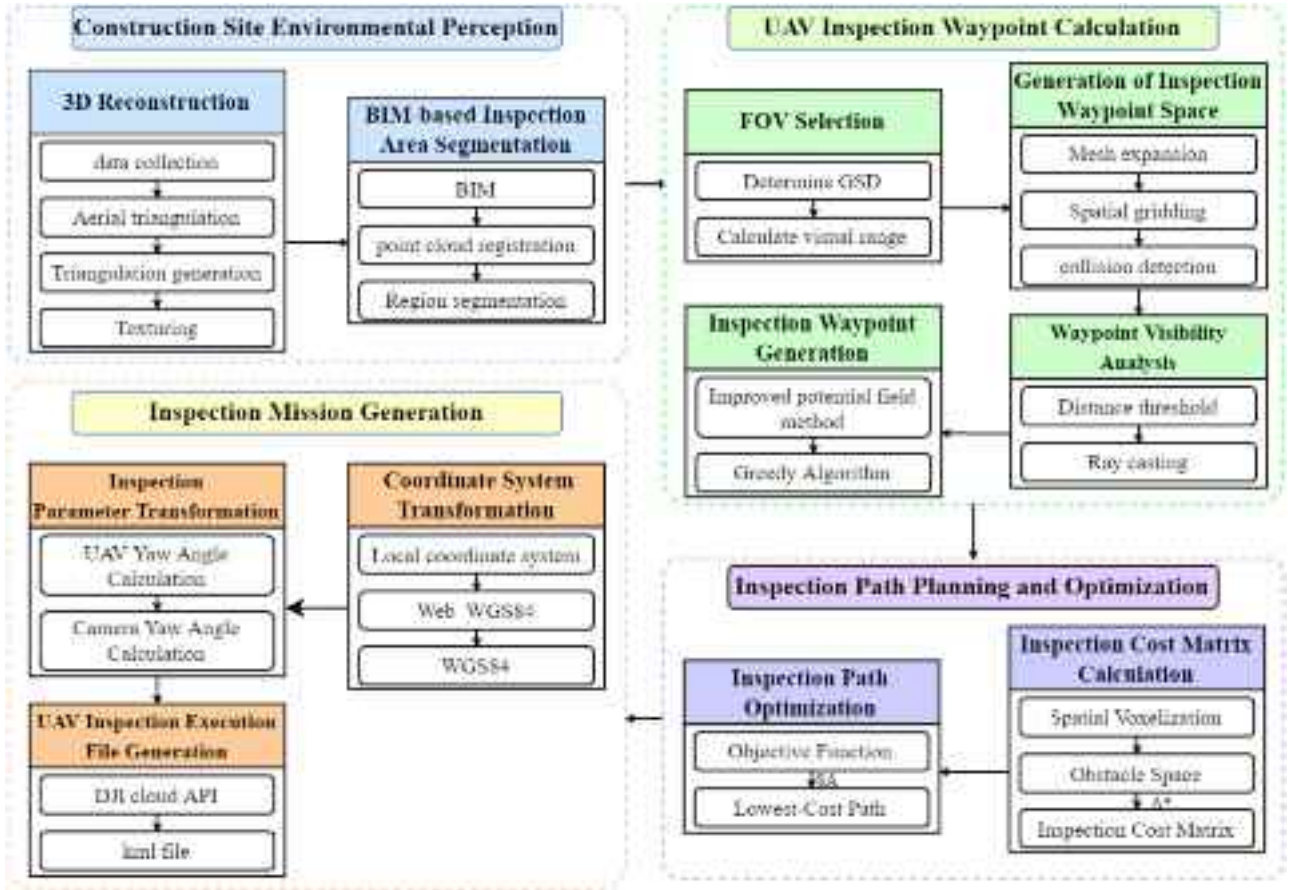 Construction Site Environmental Perception
3D Reconstruction
data collection
Aerial triangulation
Triangulation generation
Texturing
BIM based Inspection
Area Segmentation
BIM
point cloud registration
Region segmentation
UAV Inspection Waypoint Calculation
FOV Selection
Determine GSD
Calculate visual range
Generation of Inspection
Waypoint Space
Mesh expansion
Spatial gridding
collision detection
Waypoint Visibility
Analysis
Distance threshold
Ray casting
Inspection Waypoint
Generation
Improved potential field
method
Greedy Algorithm
Inspection Path Planning and Optimization
Inspection Cost Matrix
Calculation
Spatial Voxelization
Obstacle Space
A*
Inspection Cost Matrix
Inspection Path
Optimization
Objective Function
SA
Lowest-Cost Path
Inspection Mission Generation
Coordinate System
Transformation
Local coordinate system
Web WGS84
WGS84
Inspection
Parameter Transformation
UAV Yaw Angle
Calculation
Camera Yaw Angle
Calculation
UAV Inspection Execution
File Generation
DJI cloud API
kml file